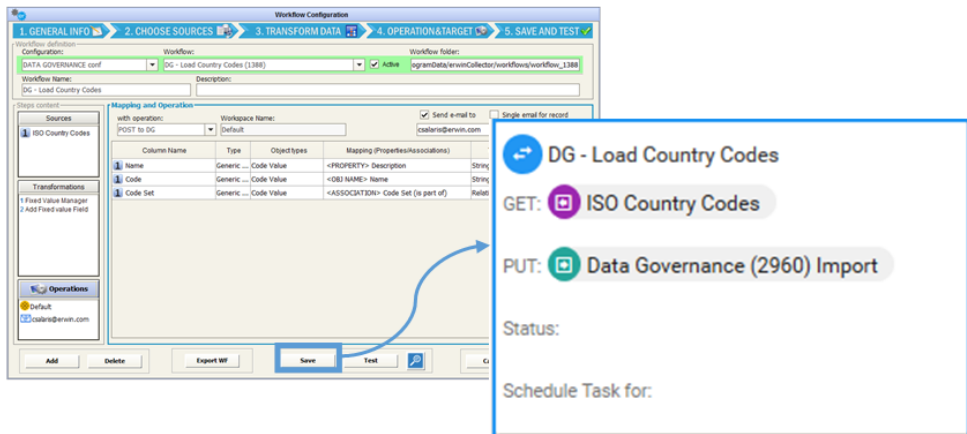 Workflow Configuration
1. GENERAL INFO 2. CHOOSE SOURCES 3. TRANSFORM DATA 4. OPERATION&TARGET 5. SAVE AND TEST
Workflow definition
Configuration: Workflow: Workflow folder:
DATA GOVERNANCE conf DG - Load Country Codes (1388) Active ogramData/erwinCollector/workflows/workflow_1388
Workflow Name: Description:
DG - Load Country Codes
Steps content Mapping and Operation
Sources with operation: Workspace Name: Send e-mail to Single email for record
1 ISO Country Codes POST to DG Default csalaris@erwin.com
Column Name Type Object types Mapping (Properties/Associations)
1 Name Generic ... Code Value <PROPERTY> Description String
1 Code Generic ... Code Value <OBJ NAME> Name String
1 Code Set Generic ... Code Value <ASSOCIATION> Code Set (is part of) Relati
Transformations
1 Fixed Value Manager
2 Add Fixed value Field
Operations
Default
csalaris@erwin.com
Add Delete Export WF Save Test
DG - Load Country Codes
GET: ISO Country Codes
PUT: Data Governance (2960) Import
Status:
Schedule Task for: